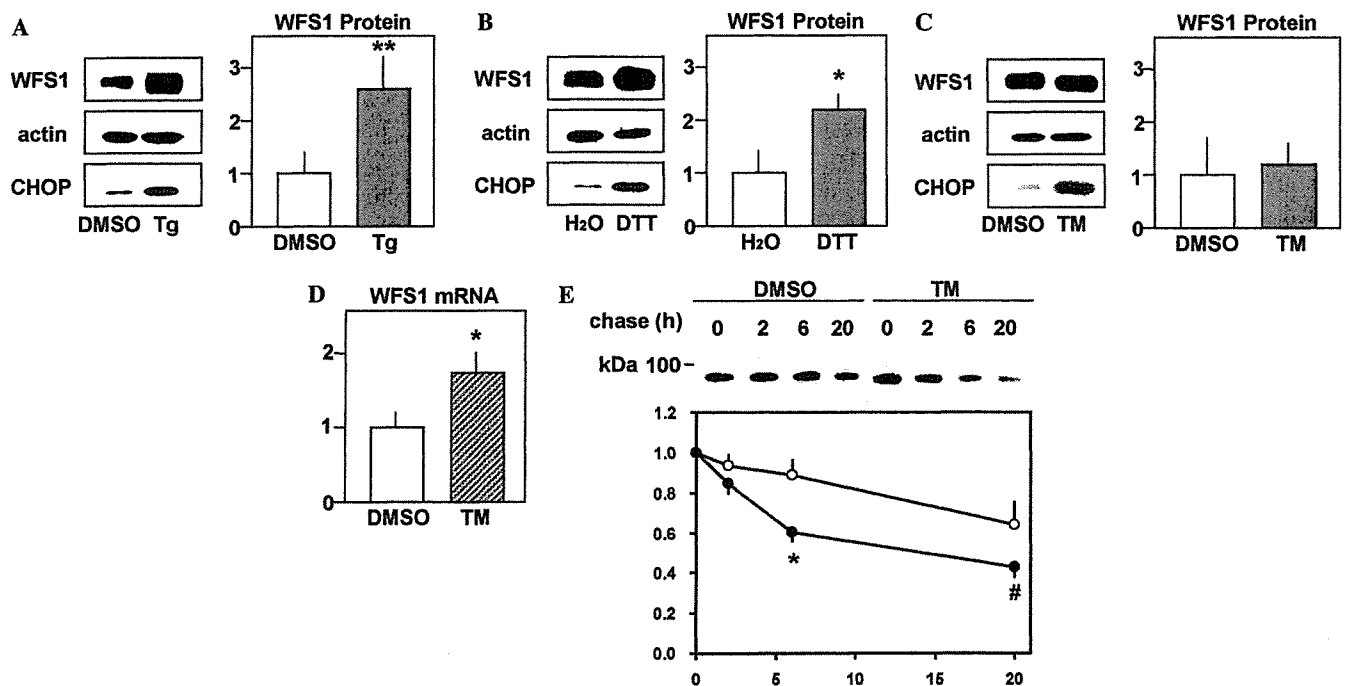 A
WFS1
actin
CHOP
DMSO Tg
WFS1 Protein
3
2
1
0
**
DMSO Tg
B
WFS1
actin
CHOP
H2O DTT
WFS1 Protein
3
2
1
0
*
H2O DTT
C
WFS1
actin
CHOP
DMSO TM
WFS1 Protein
3
2
1
0
DMSO TM
D
WFS1 mRNA
2
1
0
*
DMSO TM
E
DMSO TM
chase (h) 0 2 6 20 0 2 6 20
kDa 100
1.2
1.0
0.8
0.6
0.4
0.2
0.0
*
#
0 5 10 15 20